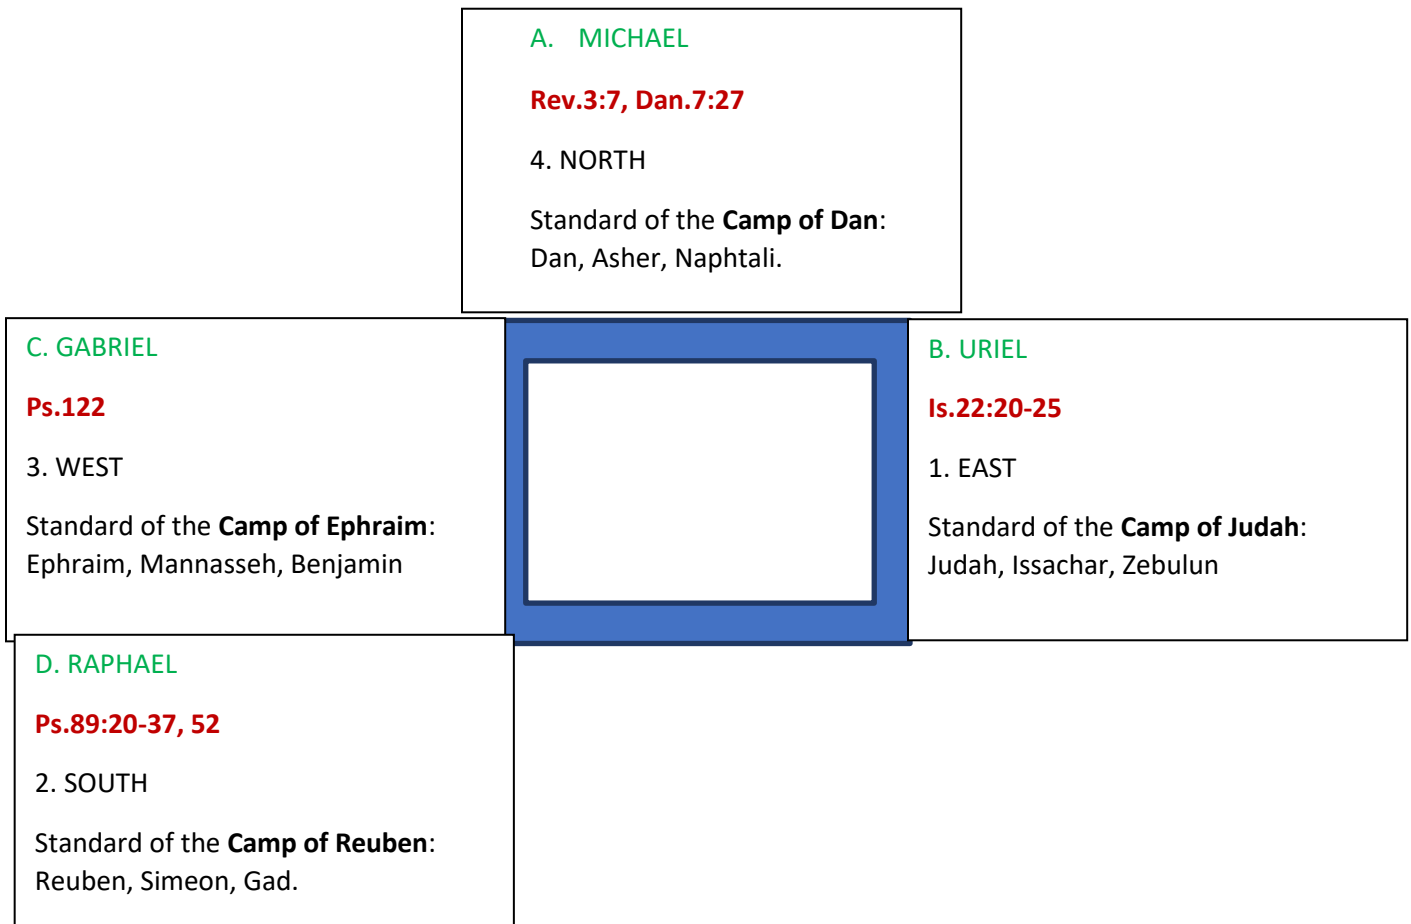 A. MICHAEL
Rev.3:7, Dan.7:27
4. NORTH
Standard of the Camp of Dan:
Dan, Asher, Naphtali.
C. GABRIEL
Ps.122
3. WEST
Standard of the Camp of Ephraim:
Ephraim, Mannasseh, Benjamin
B. URIEL
Is.22:20-25
1. EAST
Standard of the Camp of Judah:
Judah, Issachar, Zebulun
D. RAPHAEL
Ps.89:20-37, 52
2. SOUTH
Standard of the Camp of Reuben:
Reuben, Simeon, Gad.